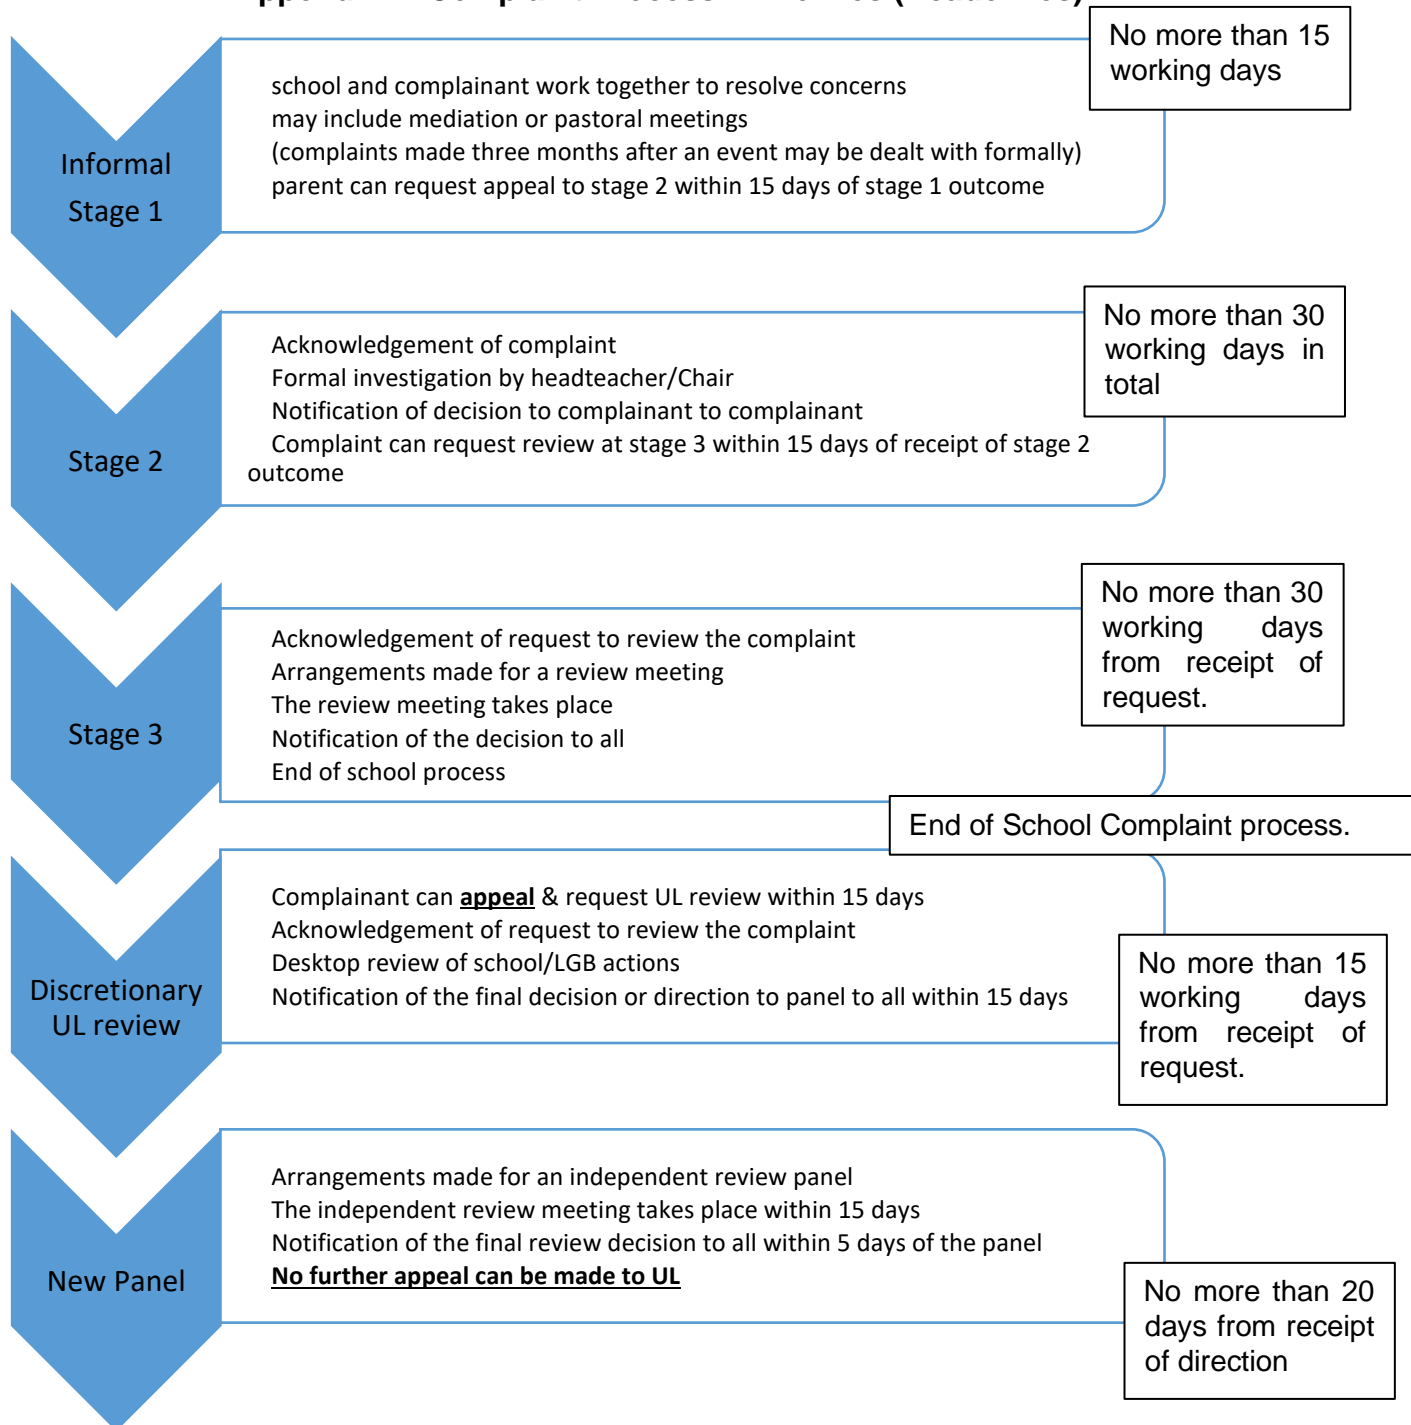 No more than 15
working days
school and complainant work together to resolve concerns
may include mediation or pastoral meetings
(complaints made three months after an event may be dealt with formally)
parent can request appeal to stage 2 within 15 days of stage 1 outcome
Informal
Stage 1
No more than 30
working days in
total
Acknowledgement of complaint
Formal investigation by headteacher/Chair
Notification of decision to complainant to complainant
Complaint can request review at stage 3 within 15 days of receipt of stage 2
outcome
Stage 2
No more than 30
working days
from receipt of
request.
Acknowledgement of request to review the complaint
Arrangements made for a review meeting
The review meeting takes place
Notification of the decision to all
End of school process
Stage 3
End of School Complaint process.
Complainant can appeal & request UL review within 15 days
Acknowledgement of request to review the complaint
Desktop review of school/LGB actions
Notification of the final decision or direction to panel to all within 15 days
Discretionary
UL review
No more than 15
working days
from receipt of
request.
Arrangements made for an independent review panel
The independent review meeting takes place within 15 days
Notification of the final review decision to all within 5 days of the panel
No further appeal can be made to UL
New Panel
No more than 20
days from receipt
of direction